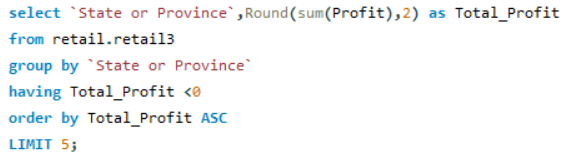 select `State or Province`,Round(sum(Profit),2) as Total_Profit
from retail.retail3
group by `State or Province`
having Total_Profit <0
order by Total_Profit ASC
LIMIT 5;